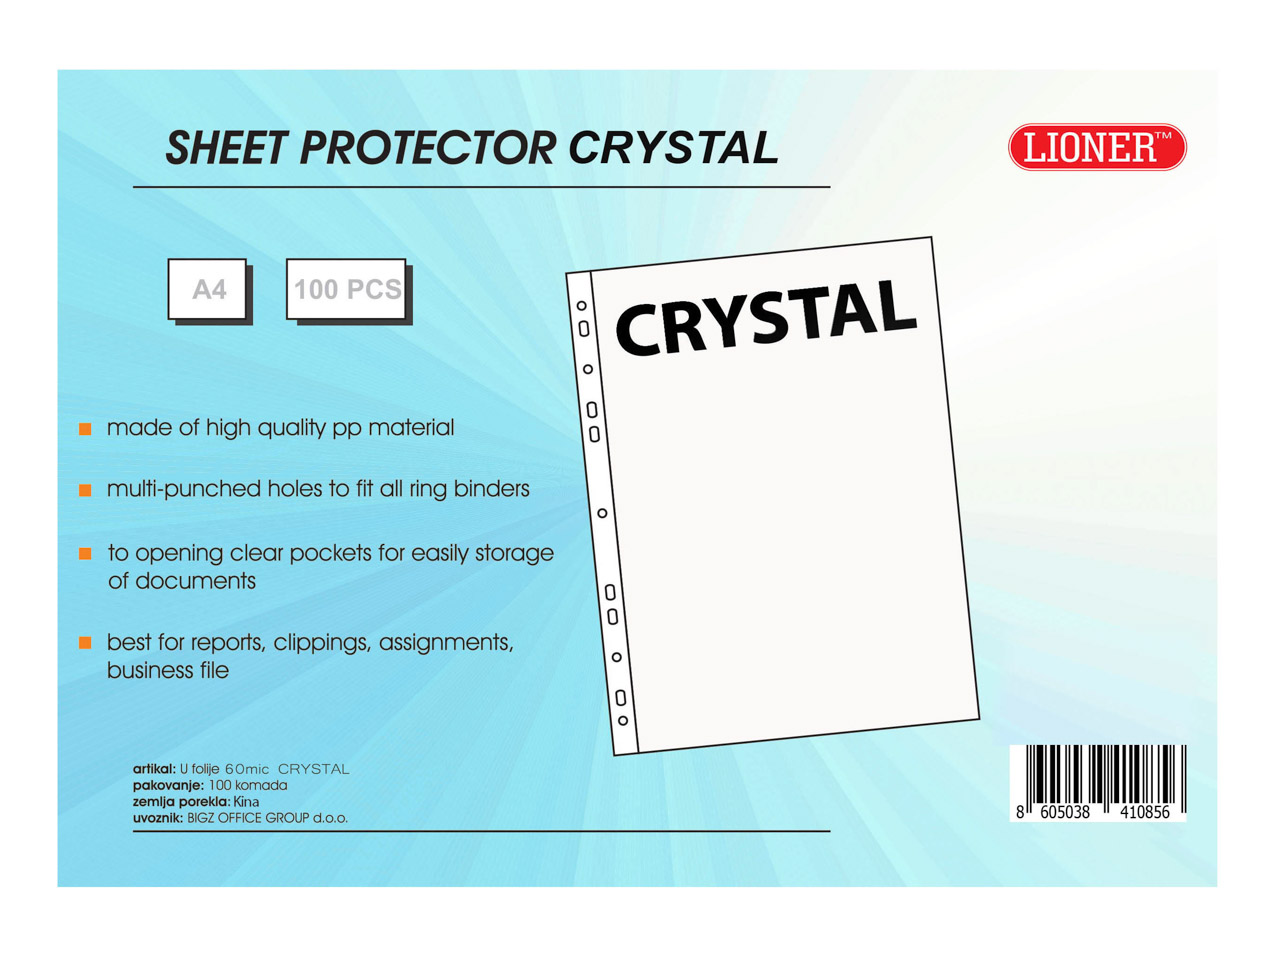 SHEET PROTECTOR CRYSTAL
LIONER™
A4
100 PCS
CRYSTAL
made of high quality pp material
multi-punched holes to fit all ring binders
to opening clear pockets for easily storage
of documents
best for reports, clippings, assignments,
business file
artikal: U folije 60mic CRYSTAL
pakovanje: 100 komada
zemlja porekla: Kina
uvoznik: BIGZ OFFICE GROUP d.o.o.
8 605038 410856